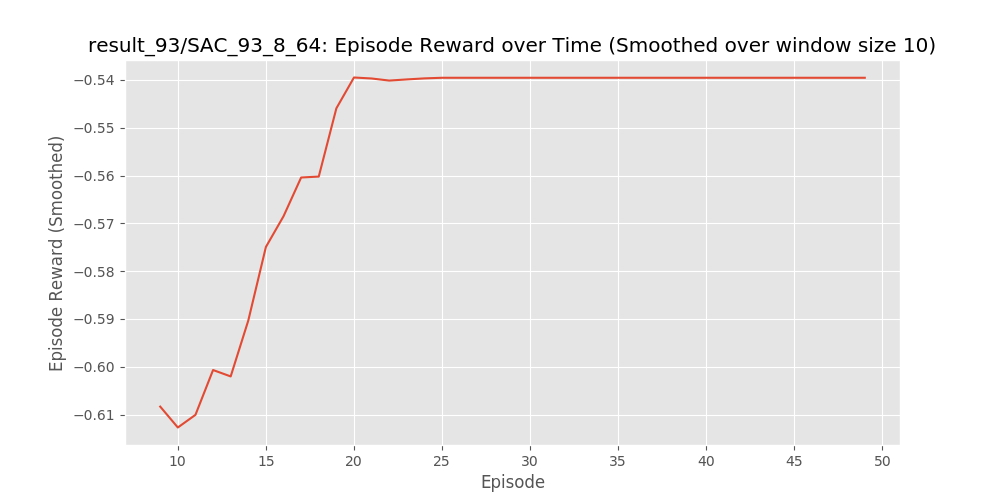 result_93/SAC_93_8_64: Episode Reward over Time (Smoothed over window size 10)
Episode Reward (Smoothed)
−0.54
−0.55
−0.56
−0.57
−0.58
−0.59
−0.60
−0.61
10 15 20 25 30 35 40 45 50
Episode